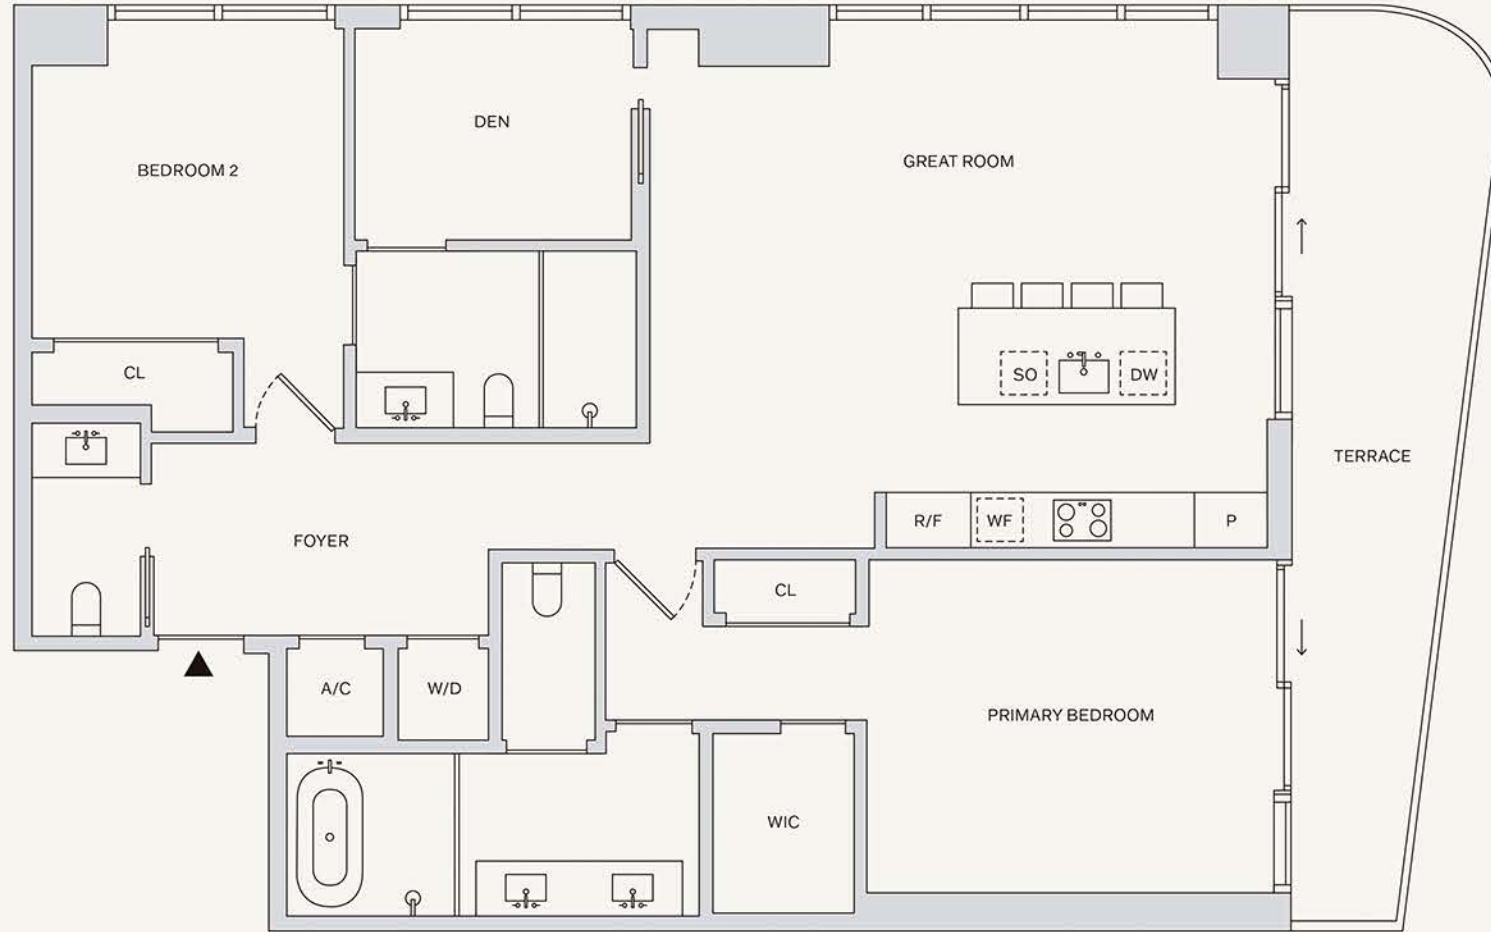 DEN
GREAT ROOM
BEDROOM 2
CL
SO
DW
TERRACE
R/F
WF
P
FOYER
CL
A/C
W/D
PRIMARY BEDROOM
WIC